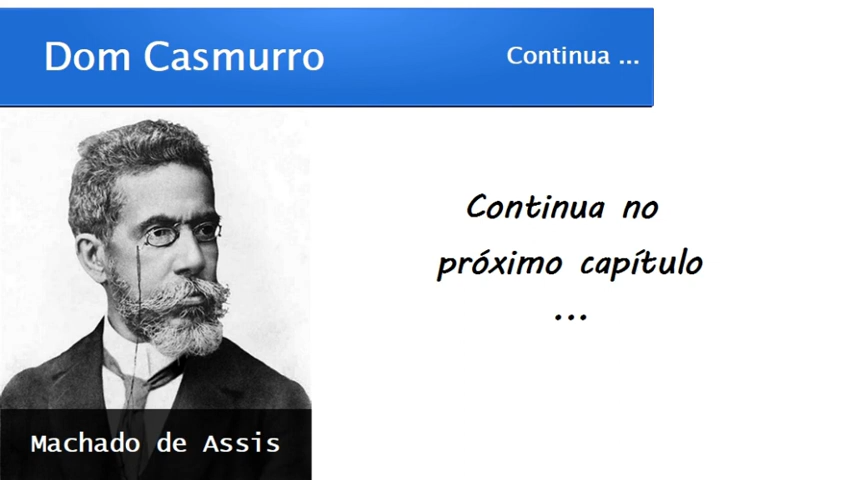 Dom Casmurro
Continua ...
Continua no
próximo capítulo
...
Machado de Assis